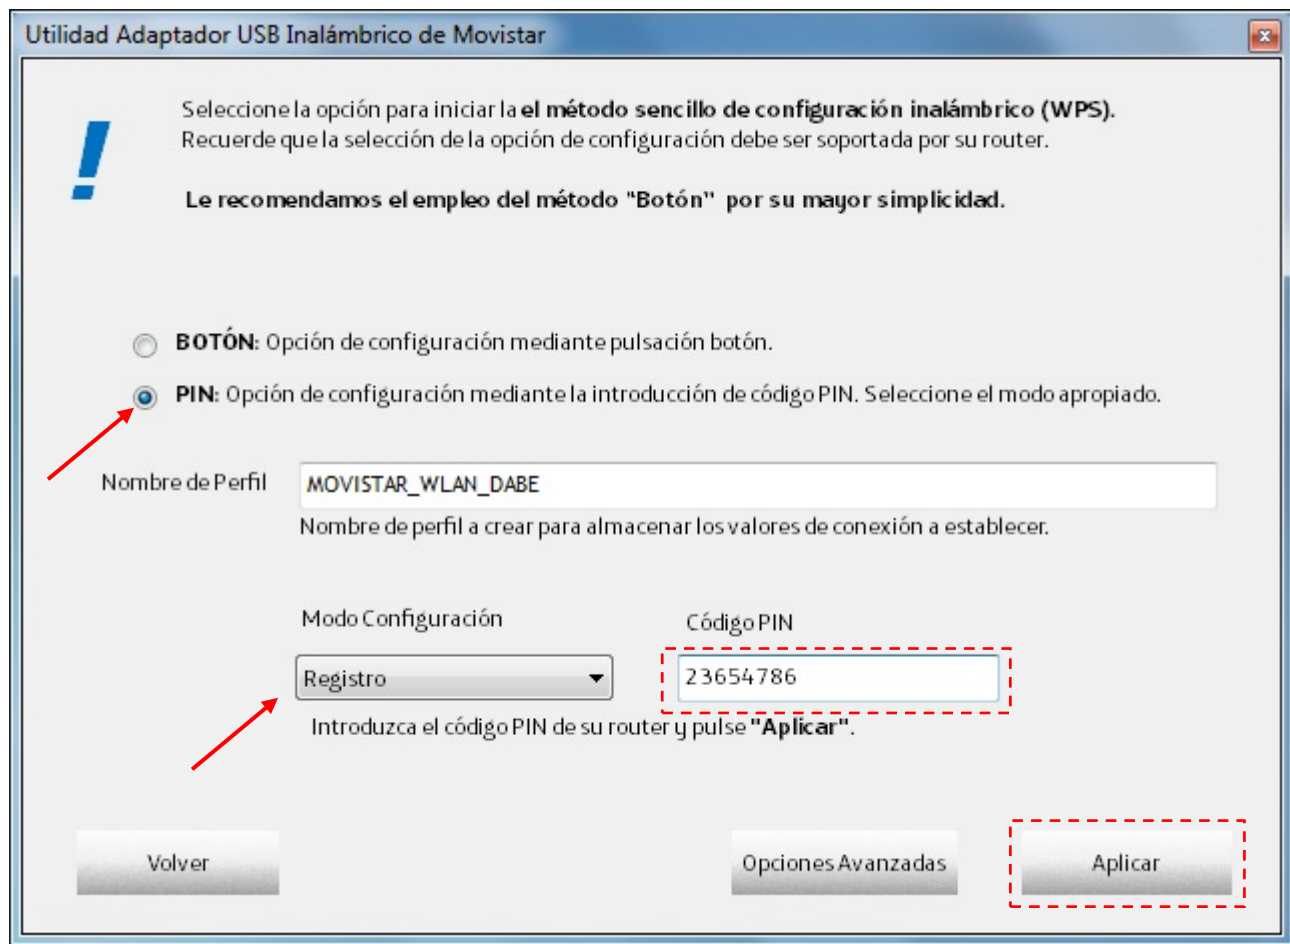 Utilidad Adaptador USB Inalámbrico de Movistar
Seleccione la opción para iniciar la el método sencillo de configuración inalámbrico (WPS).
Recuerde que la selección de la opción de configuración debe ser soportada por su router.
Le recomendamos el empleo del método "Botón" por su mayor simplicidad.
BOTÓN: Opción de configuración mediante pulsación botón.
PIN: Opción de configuración mediante la introducción de código PIN. Seleccione el modo apropiado.
Nombre de Perfil MOVISTAR_WLAN_DABE
Nombre de perfil a crear para almacenar los valores de conexión a establecer.
Modo Configuración Código PIN
Registro 23654786
Introduzca el código PIN de su router y pulse "Aplicar".
Volver Opciones Avanzadas Aplicar